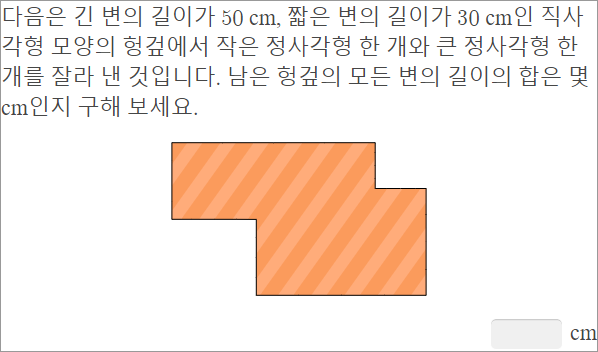 다음은 긴 변의 길이가 50 cm, 짧은 변의 길이가 30 cm인 직사
각형 모양의 헝겊에서 작은 정사각형 한 개와 큰 정사각형 한
개를 잘라 낸 것입니다. 남은 헝겊의 모든 변의 길이의 합은 몇
cm인지 구해 보세요.
cm